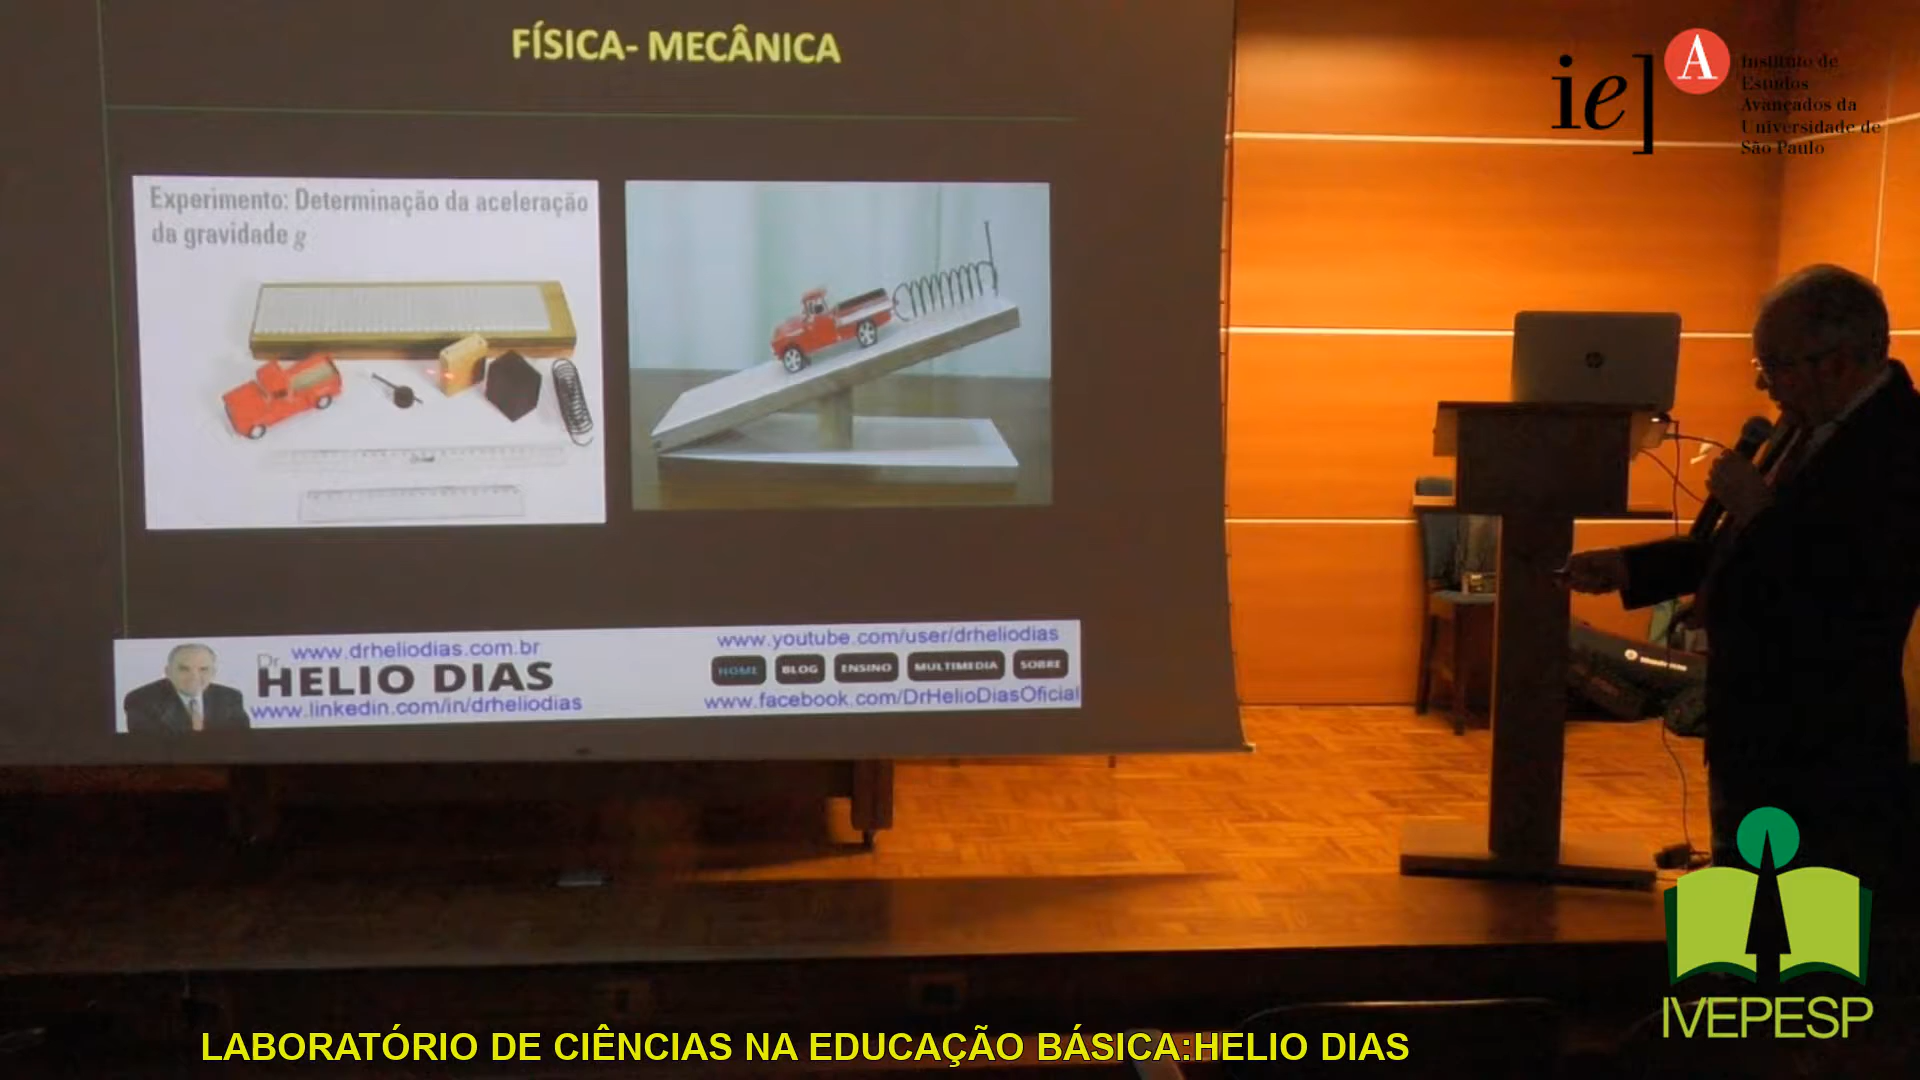 FÍSICA- MECÂNICA
ie]
A
Instituto de
Estudos
Avançados da
Universidade de
São Paulo
Experimento: Determinação da aceleração
da gravidade g
www.drheliodias.com.br
Dr.
HELIO DIAS
www.linkedin.com/in/drheliodias
www.youtube.com/user/drheliodias
HOME BLOG ENSINO MULTIMEDIA SOBRE
www.facebook.com/DrHelioDiasOficial
hp
IVEPESP
LABORATÓRIO DE CIÊNCIAS NA EDUCAÇÃO BÁSICA:HELIO DIAS